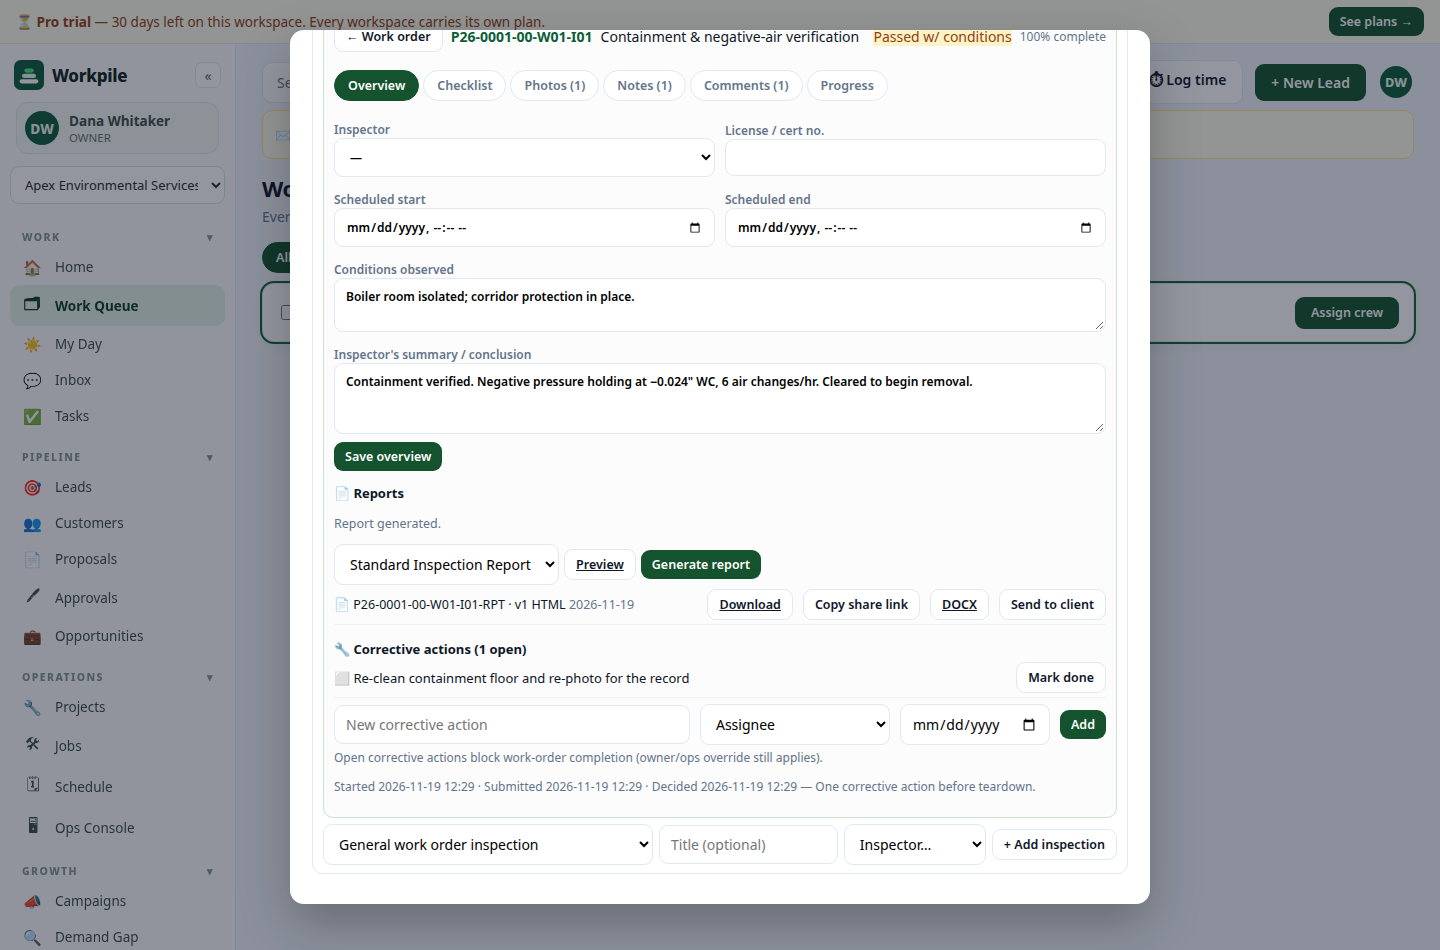 ⏳ Pro trial — 30 days left on this workspace. Every workspace carries its own plan.
See plans →
Workpile
«
DW
Dana Whitaker
OWNER
Apex Environmental Services
WORK
Home
Work Queue
My Day
Inbox
Tasks
PIPELINE
Leads
Customers
Proposals
Approvals
Opportunities
OPERATIONS
Projects
Jobs
Schedule
Ops Console
GROWTH
Campaigns
Demand Gap
Log time
+ New Lead
DW
Assign crew
← Work order
P26-0001-00-W01-I01 Containment & negative-air verification Passed w/ conditions 100% complete
Overview
Checklist
Photos (1)
Notes (1)
Comments (1)
Progress
Inspector
License / cert no.
—
Scheduled start
Scheduled end
mm/dd/yyyy, --:-- --
mm/dd/yyyy, --:-- --
Conditions observed
Boiler room isolated; corridor protection in place.
Inspector's summary / conclusion
Containment verified. Negative pressure holding at −0.024" WC, 6 air changes/hr. Cleared to begin removal.
Save overview
Reports
Report generated.
Standard Inspection Report
Preview
Generate report
P26-0001-00-W01-I01-RPT · v1 HTML 2026-11-19
Download
Copy share link
DOCX
Send to client
Corrective actions (1 open)
Re-clean containment floor and re-photo for the record
Mark done
New corrective action
Assignee
mm/dd/yyyy
Add
Open corrective actions block work-order completion (owner/ops override still applies).
Started 2026-11-19 12:29 · Submitted 2026-11-19 12:29 · Decided 2026-11-19 12:29 — One corrective action before teardown.
General work order inspection
Title (optional)
Inspector...
+ Add inspection